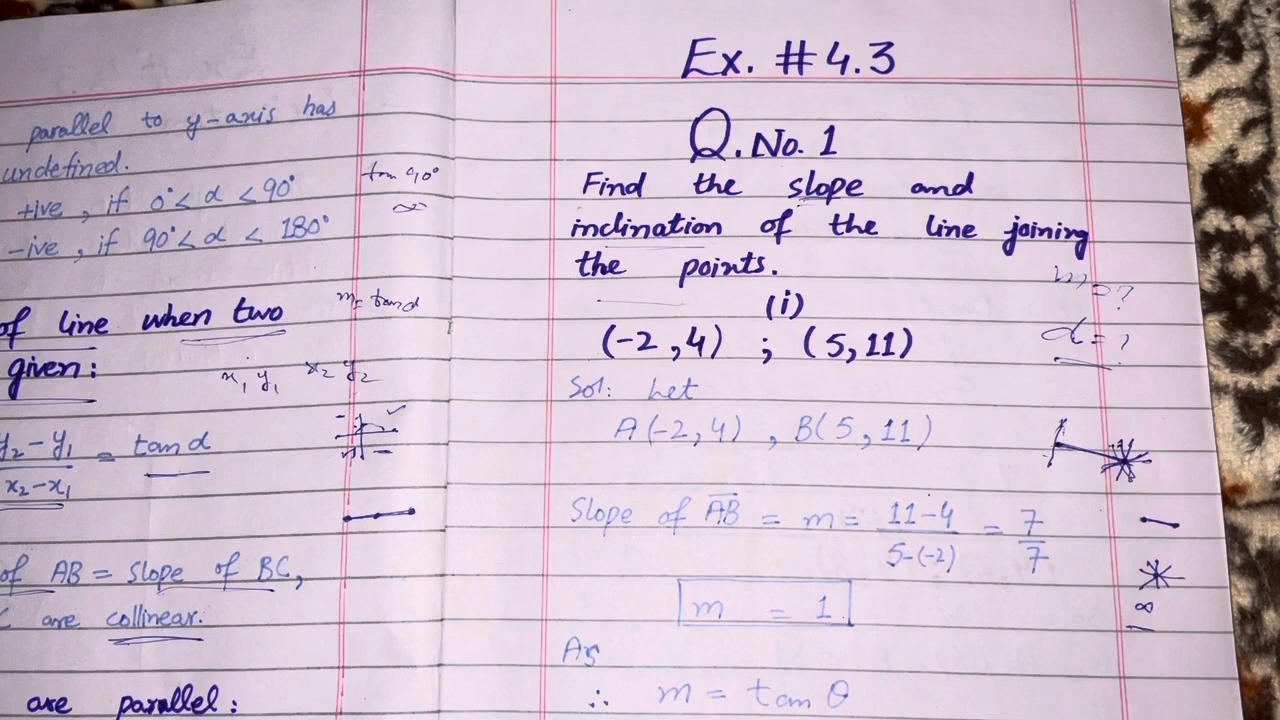 parallel to y-axis has
undefined.
+ive, if 0° < α < 90°
-ive, if 90° < α < 180°
tan 90°
∞
of line when two
m = tan α
given:
x₁ y₁ x₂ y₂
y₂ - y₁ = tan α
x₂ - x₁
of AB = Slope of BC,
are collinear.
are parallel:
Ex. # 4.3
Q. No. 1
Find the slope and
inclination of the line joining
the points.
m = ?
(i)
α = ?
(-2, 4) ; (5, 11)
Sol: Let
A(-2, 4) , B(5, 11)
Slope of AB = m = 11-4 = 7
5-(-2) 7
m = 1
∞
1
As
∴ m = tan θ